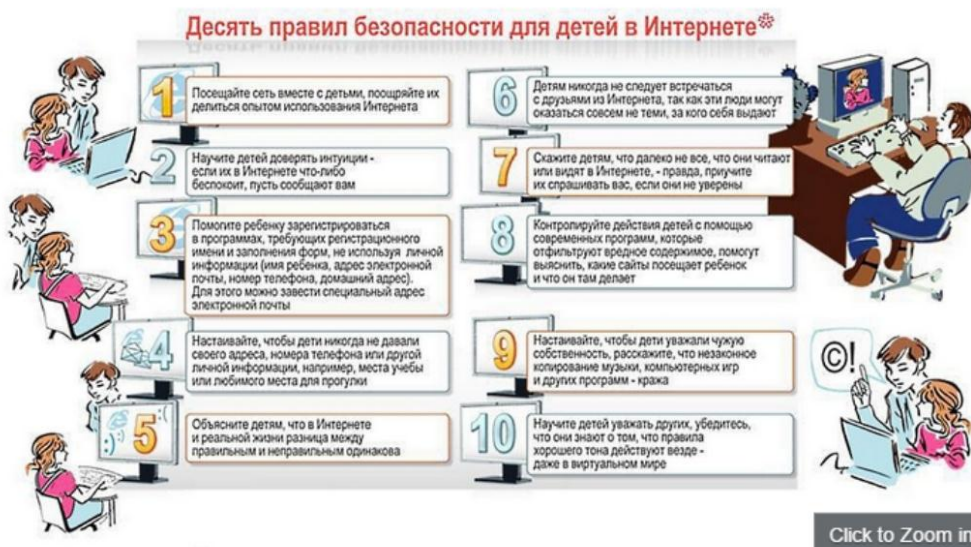 Десять правил безопасности для детей в Интернете*
1
Посещайте сеть вместе с детьми, поощряйте их
делиться опытом использования Интернета
2
Научите детей доверять интуиции -
если их в Интернете что-либо
беспокоит, пусть сообщают вам
3
Помогите ребенку зарегистрироваться
в программах, требующих регистрационного
имени и заполнения форм, не используя личной
информации (имя ребенка, адрес электронной
почты, номер телефона, домашний адрес).
Для этого можно завести специальный адрес
электронной почты
4
Настаивайте, чтобы дети никогда не давали
своего адреса, номера телефона или другой
личной информации, например, места учебы
или любимого места для прогулки
5
:(
:)
:)
Объясните детям, что в Интернете
и реальной жизни разница между
правильным и неправильным одинакова
6
Детям никогда не следует встречаться
с друзьями из Интернета, так как эти люди могут
оказаться совсем не теми, за кого себя выдают
7
Скажите детям, что далеко не все, что они читают
или видят в Интернете, - правда, приучите
их спрашивать вас, если они не уверены
8
Контролируйте действия детей с помощью
современных программ, которые
отфильтруют вредное содержимое, помогут
выяснить, какие сайты посещает ребенок
и что он там делает
9
Настаивайте, чтобы дети уважали чужую
собственность, расскажите, что незаконное
копирование музыки, компьютерных игр
и других программ - кража
10
Научите детей уважать других, убедитесь,
что они знают о том, что правила
хорошего тона действуют везде -
даже в виртуальном мире
©!
Click to Zoom in